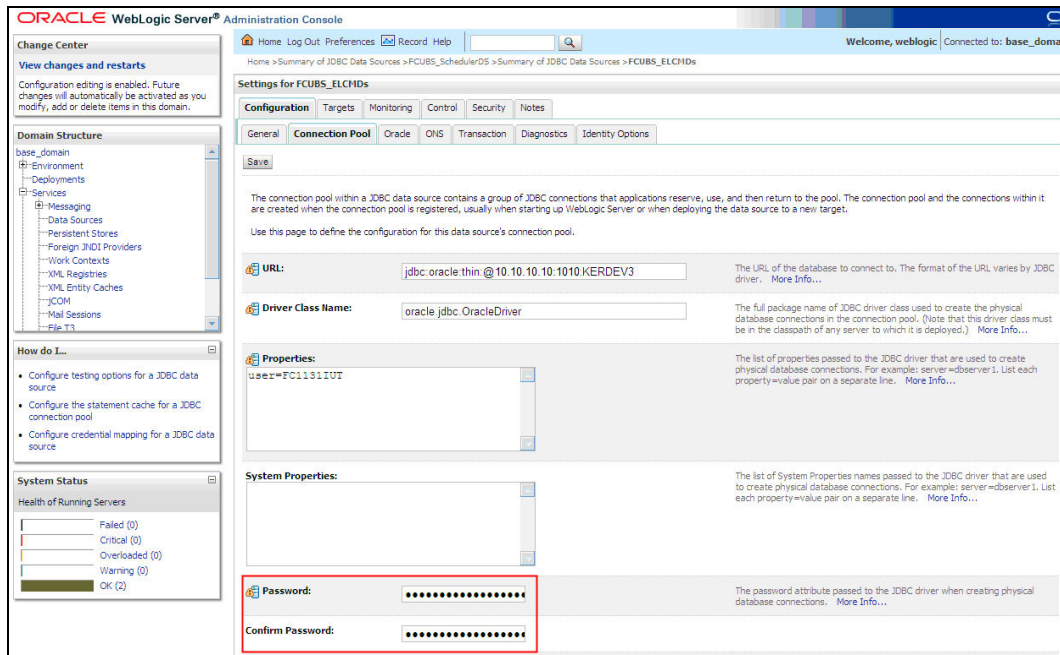 ORACLE WebLogic Server® Administration Console
Change Center
View changes and restarts
Configuration editing is enabled. Future
changes will automatically be activated as you
modify, add or delete items in this domain.
Domain Structure
base_domain
Environment
Deployments
Services
Messaging
Data Sources
Persistent Stores
Foreign JNDI Providers
Work Contexts
XML Registries
XML Entity Caches
jCOM
Mail Sessions
File T3
How do I...
Configure testing options for a JDBC data
source
Configure the statement cache for a JDBC
connection pool
Configure credential mapping for a JDBC data
source
System Status
Health of Running Servers
Failed (0)
Critical (0)
Overloaded (0)
Warning (0)
OK (2)
Home Log Out Preferences Record Help
Welcome, weblogic Connected to: base_doma
Home >Summary of JDBC Data Sources >FCUBS_SchedulerDS >Summary of JDBC Data Sources >FCUBS_ELCMDs
Settings for FCUBS_ELCMDs
Configuration Targets Monitoring Control Security Notes
General Connection Pool Oracle ONS Transaction Diagnostics Identity Options
Save
The connection pool within a JDBC data source contains a group of JDBC connections that applications reserve, use, and then return to the pool. The connection pool and the connections within it
are created when the connection pool is registered, usually when starting up WebLogic Server or when deploying the data source to a new target.
Use this page to define the configuration for this data source's connection pool.
URL:
jdbc:oracle:thin:@10.10.10.10:1010:KERDEV3
The URL of the database to connect to. The format of the URL varies by JDBC
driver. More Info...
Driver Class Name:
oracle.jdbc.OracleDriver
The full package name of JDBC driver class used to create the physical
database connections in the connection pool. (Note that this driver class must
be in the classpath of any server to which it is deployed.) More Info...
Properties:
user=FC1131IUT
The list of properties passed to the JDBC driver that are used to create
physical database connections. For example: server=dbserver1. List each
property=value pair on a separate line. More Info...
System Properties:
The list of System Properties names passed to the JDBC driver that are used
to create physical database connections. For example: server=dbserver1. List
each property=value pair on a separate line. More Info...
Password:
●●●●●●●●●●●●●●●●●●
The password attribute passed to the JDBC driver when creating physical
database connections. More Info...
Confirm Password:
●●●●●●●●●●●●●●●●●●